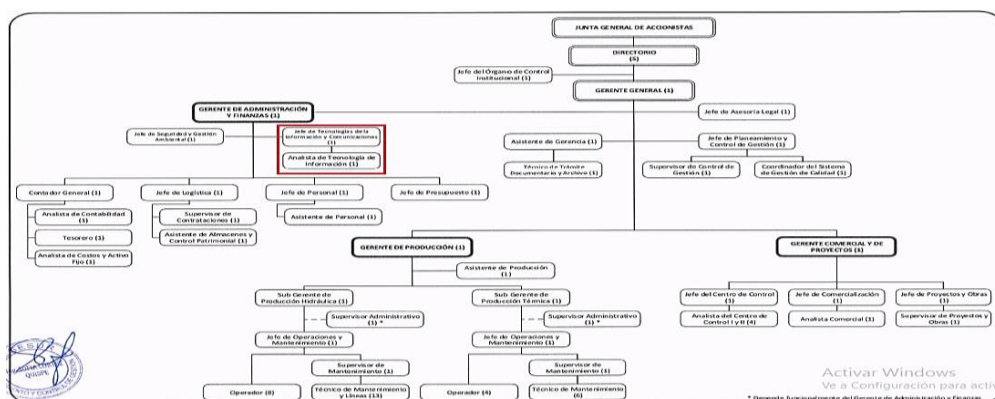 JUNTA GENERAL DE ACCIONISTAS
DIRECTORIO
(5)
Jefe del Órgano de Control
Institucional (1)
GERENTE GENERAL (1)
GERENTE DE ADMINISTRACIÓN
Y FINANZAS (1)
Jefe de Asesoría Legal (1)
Jefe de Seguridad y Gestión
Ambiental (1)
Jefe de Tecnologías de la
Información y Comunicaciones
(1)
Analista de Tecnología de
Información (1)
Asistente de Gerencia (1)
Técnico de Trámite
Documentario y Archivo (1)
Jefe de Planeamiento y
Control de Gestión (1)
Supervisor de Control de
Gestión (1)
Coordinador del Sistema
de Gestión de Calidad (1)
Contador General (1)
Jefe de Logística (1)
Jefe de Personal (1)
Jefe de Presupuesto (1)
Analista de Contabilidad
(1)
Tesorero (1)
Analista de Costos y Activo
Fijo (1)
Supervisor de
Contrataciones (1)
Asistente de Almacenes y
Control Patrimonial (1)
Asistente de Personal (1)
GERENTE DE PRODUCCIÓN (1)
GERENTE COMERCIAL Y DE
PROYECTOS (1)
Asistente de Producción
(1)
Sub Gerente de
Producción Hidráulica (1)
Sub Gerente de
Producción Térmica (1)
Supervisor Administrativo
(1) *
Supervisor Administrativo
(1) *
Jefe de Operaciones y
Mantenimiento (1)
Jefe de Operaciones y
Mantenimiento (1)
Supervisor de
Mantenimiento (1)
Supervisor de
Mantenimiento (1)
Operador (8)
Técnico de Mantenimiento
y Líneas (13)
Operador (4)
Técnico de Mantenimiento
(6)
Jefe del Centro de Control
(1)
Jefe de Comercialización
(1)
Jefe de Proyectos y Obras
(1)
Analista del Centro de
Control I y II (4)
Analista Comercial (1)
Supervisor de Proyectos y
Obras (1)
QUISPE
Activar Windows
Ve a Configuración para activ
* Depende funcionalmente del Gerente de Administración y Finanzas